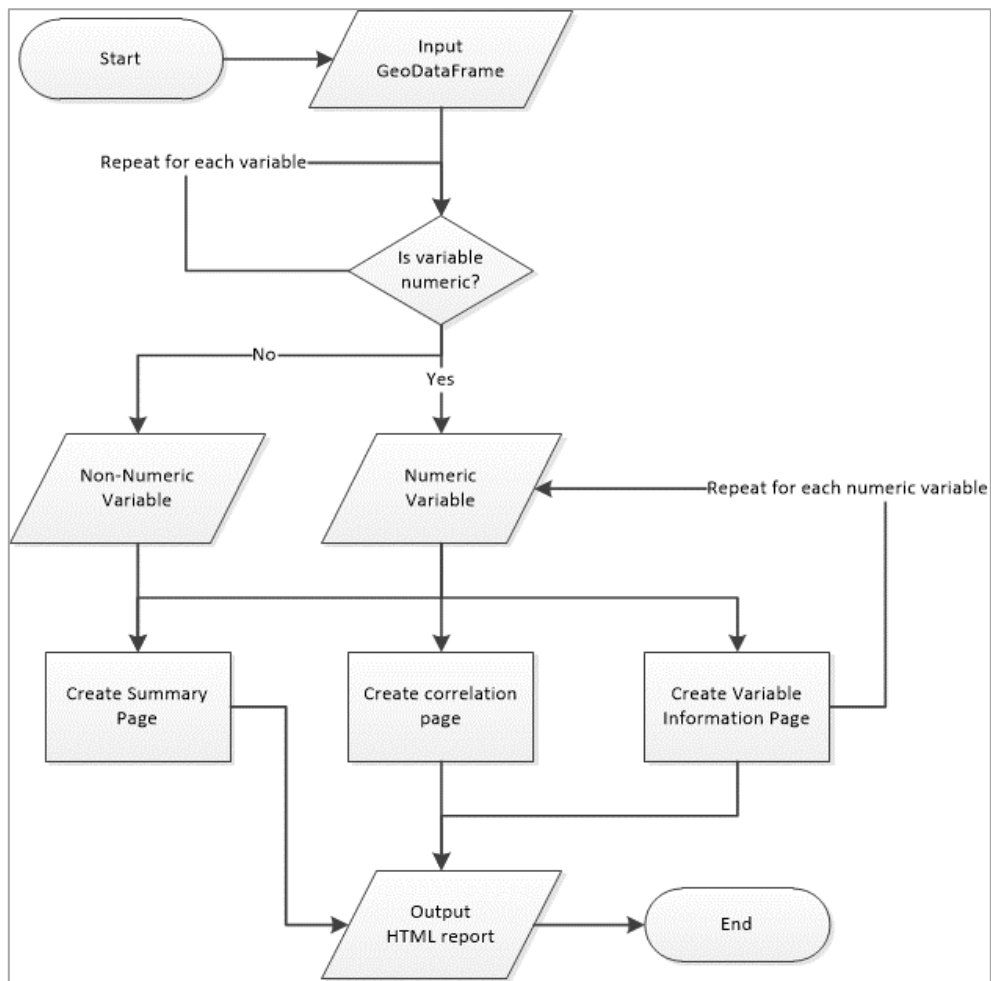 Start
Input
GeoDataFrame
Repeat for each variable
Is variable
numeric?
No
Yes
Non-Numeric
Variable
Numeric
Variable
Repeat for each numeric variable
Create Summary
Page
Create correlation
page
Create Variable
Information Page
Output
HTML report
End